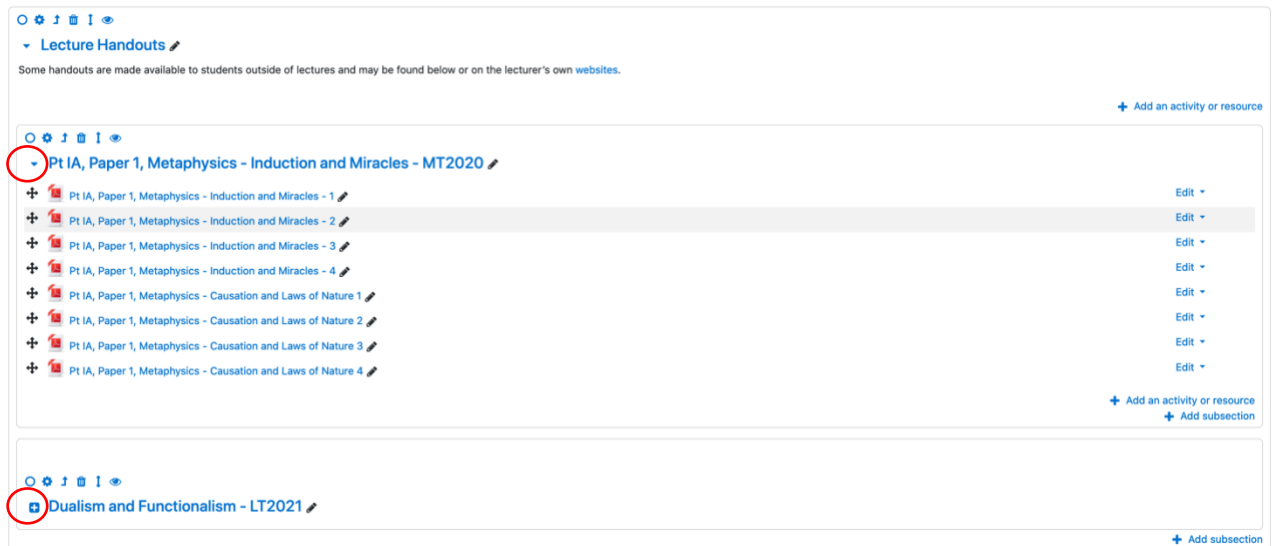 Lecture Handouts
Some handouts are made available to students outside of lectures and may be found below or on the lecturer's own websites.
Add an activity or resource
Pt IA, Paper 1, Metaphysics - Induction and Miracles - MT2020
Pt IA, Paper 1, Metaphysics - Induction and Miracles - 1 Edit
Pt IA, Paper 1, Metaphysics - Induction and Miracles - 2 Edit
Pt IA, Paper 1, Metaphysics - Induction and Miracles - 3 Edit
Pt IA, Paper 1, Metaphysics - Induction and Miracles - 4 Edit
Pt IA, Paper 1, Metaphysics - Causation and Laws of Nature 1 Edit
Pt IA, Paper 1, Metaphysics - Causation and Laws of Nature 2 Edit
Pt IA, Paper 1, Metaphysics - Causation and Laws of Nature 3 Edit
Pt IA, Paper 1, Metaphysics - Causation and Laws of Nature 4 Edit
Add an activity or resource
Add subsection
Dualism and Functionalism - LT2021
Add subsection